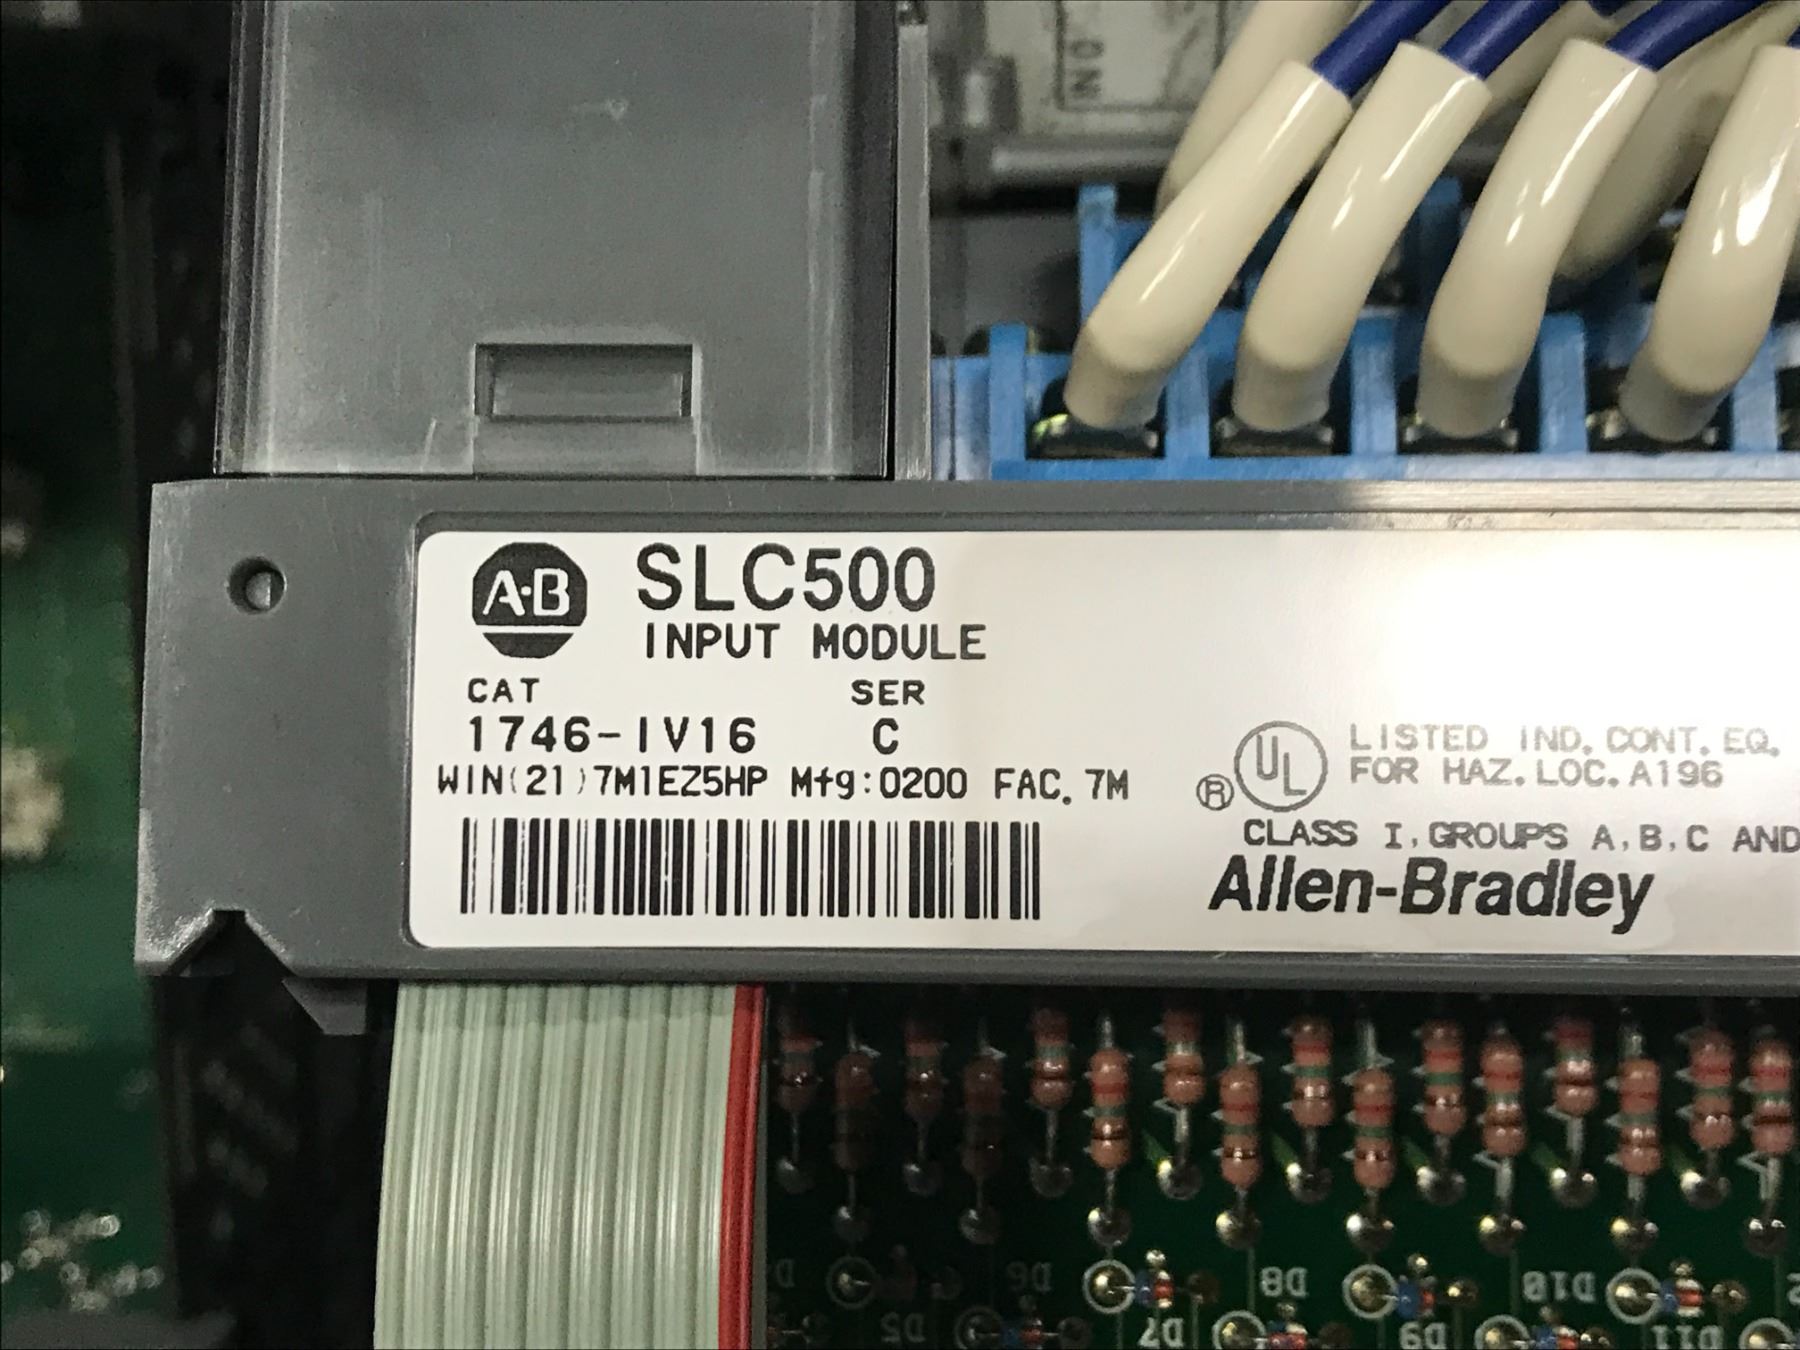 INO
A-B
SLC500
INPUT MODULE
CAT SER
1746-IV16 C
WIN(21)7M1EZ5HP Mfg:0200 FAC. 7M
® UL LISTED IND. CONT. EQ.
FOR HAZ. LOC. A196
CLASS I, GROUPS A, B, C AND
Allen-Bradley
D6 D8 D10
D5 D7 D9 D11